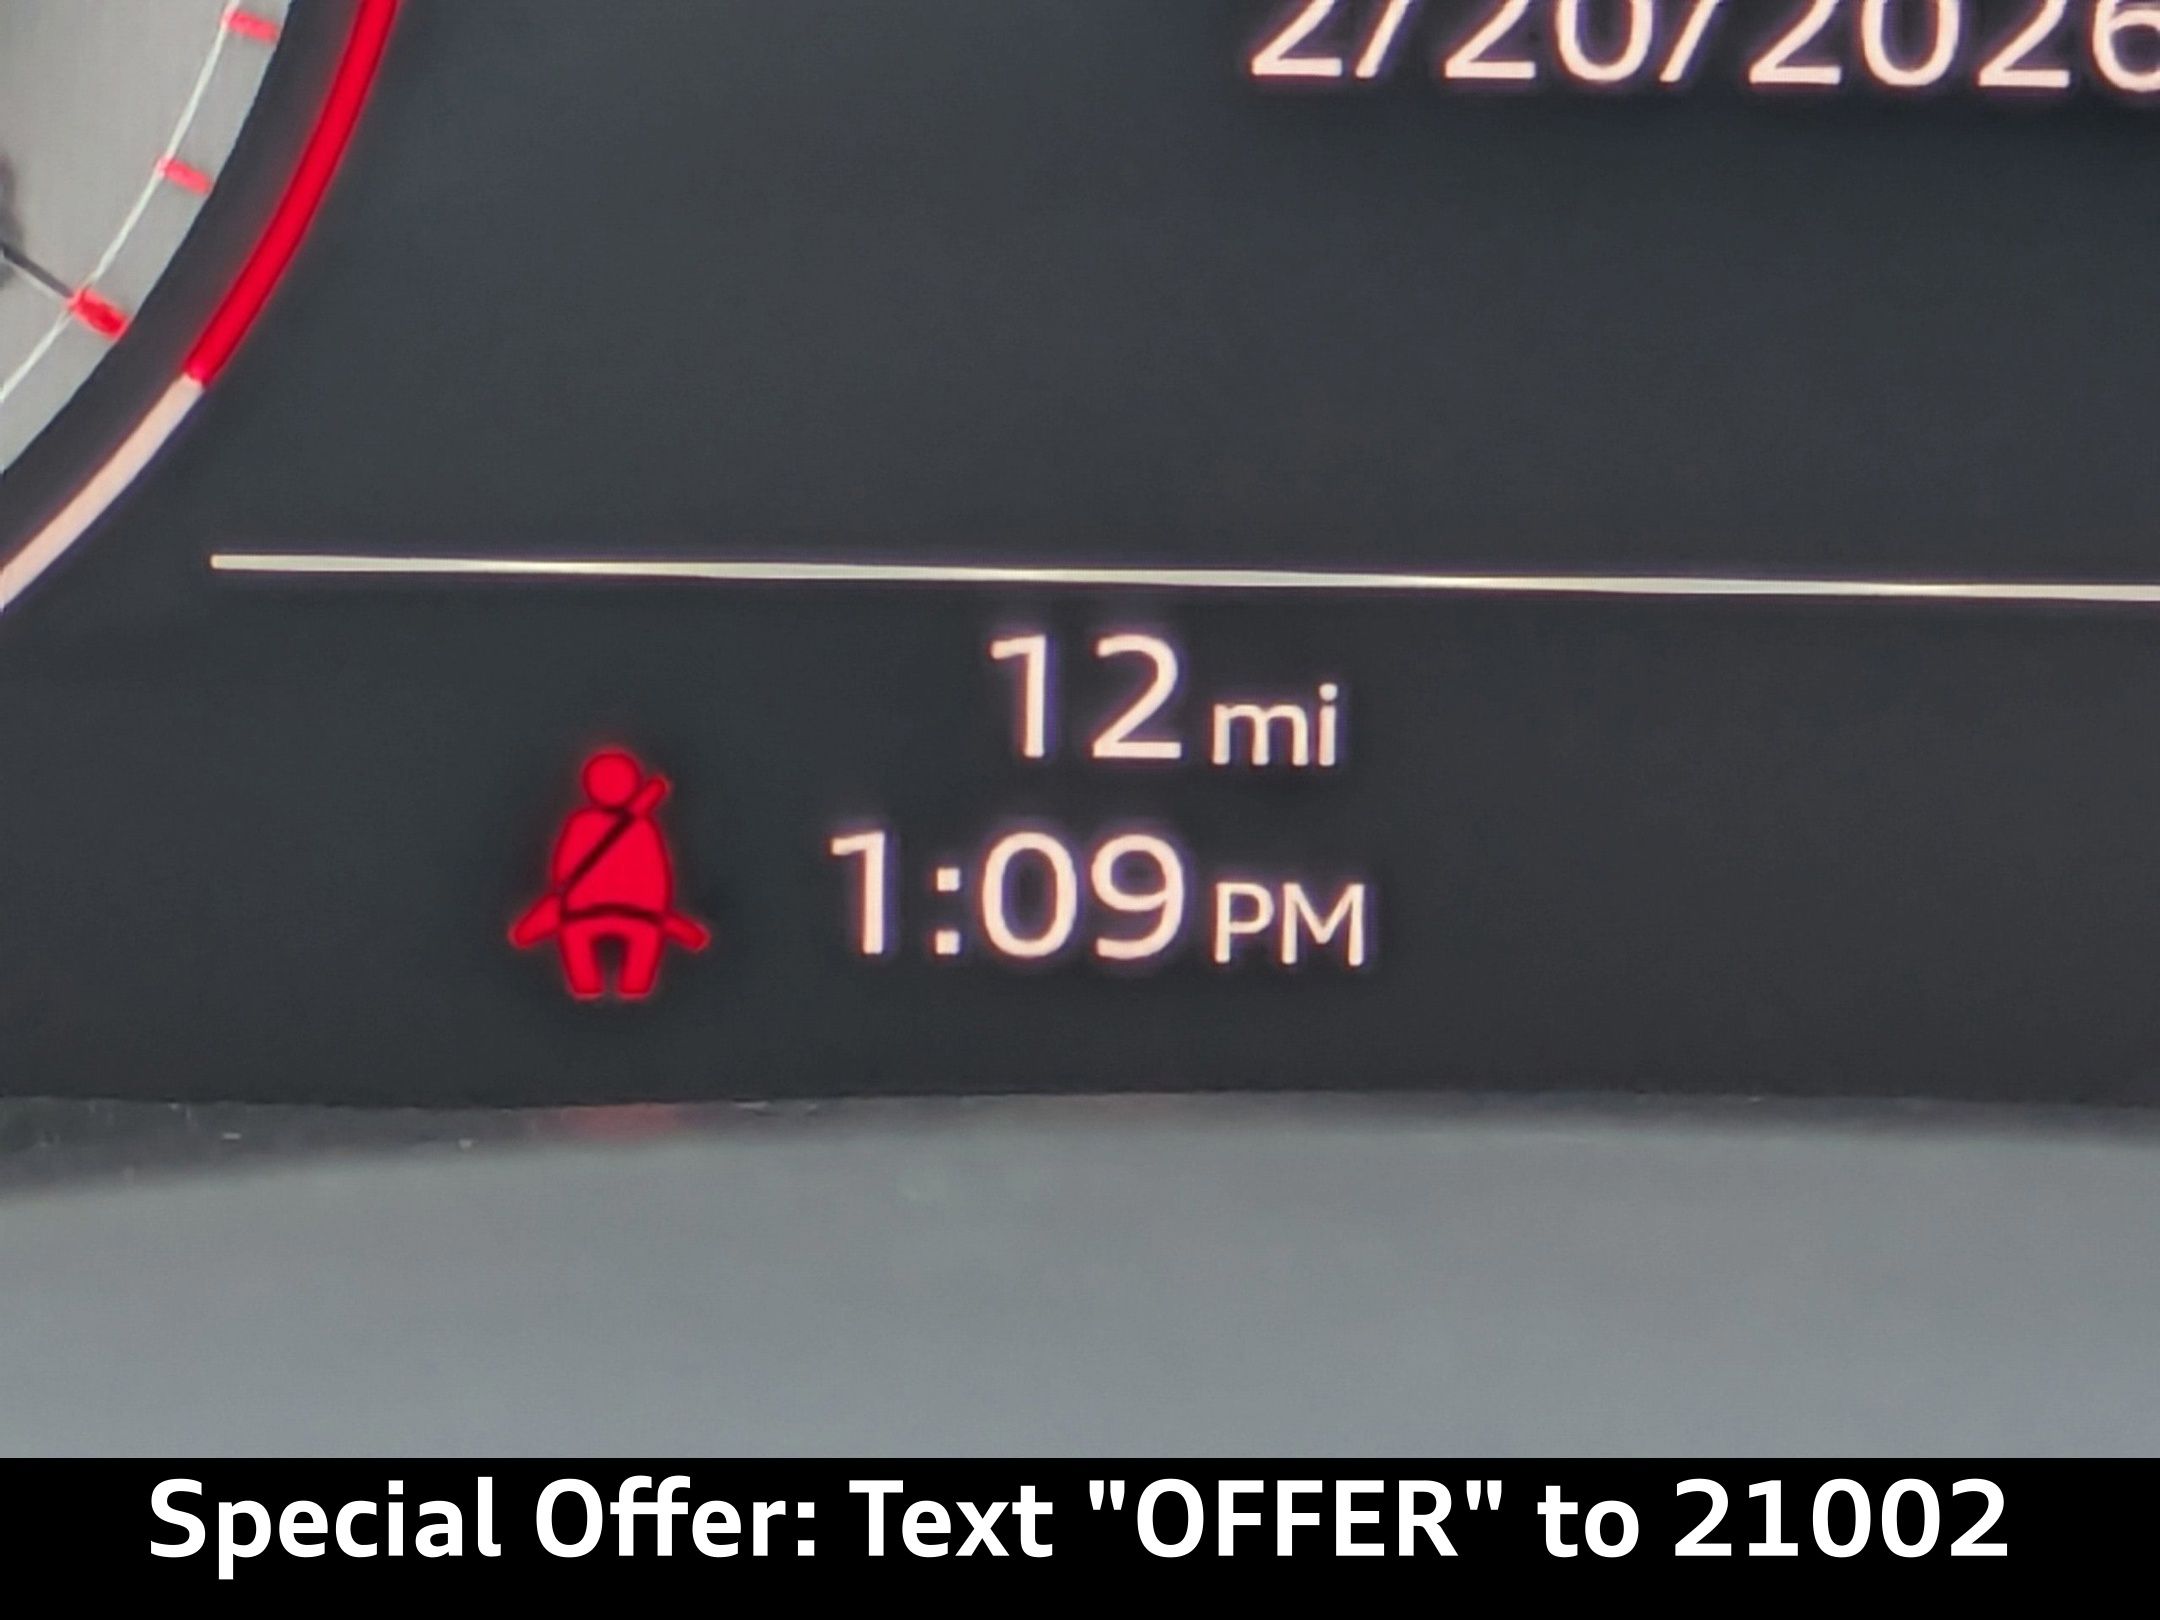 2/20/2026
12 mi
1:09 PM
Special Offer: Text "OFFER" to 21002